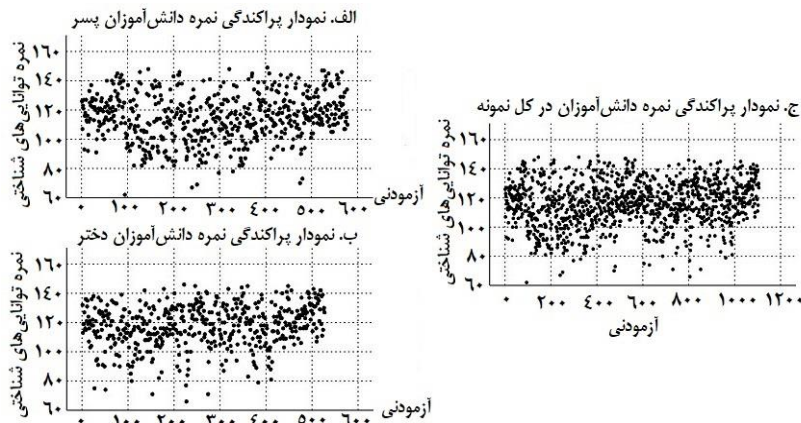 الف. نمودار پراکندگی نمره دانش‌آموزان پسر
نمره توانایی‌های شناختی
۱۶۰
۱۴۰
۱۲۰
۱۰۰
۸۰
۶۰
۰ ۱۰۰ ۲۰۰ ۳۰۰ ۴۰۰ ۵۰۰ ۶۰۰
آزمودنی
ب. نمودار پراکندگی نمره دانش‌آموزان دختر
نمره توانایی‌های شناختی
۱۶۰
۱۴۰
۱۲۰
۱۰۰
۸۰
۶۰
۰ ۱۰۰ ۲۰۰ ۳۰۰ ۴۰۰ ۵۰۰ ۶۰۰
آزمودنی
ج. نمودار پراکندگی نمره دانش‌آموزان در کل نمونه
نمره توانایی‌های شناختی
۱۶۰
۱۴۰
۱۲۰
۱۰۰
۸۰
۶۰
۰ ۲۰۰ ۴۰۰ ۶۰۰ ۸۰۰ ۱۰۰۰ ۱۲۰۰
آزمودنی